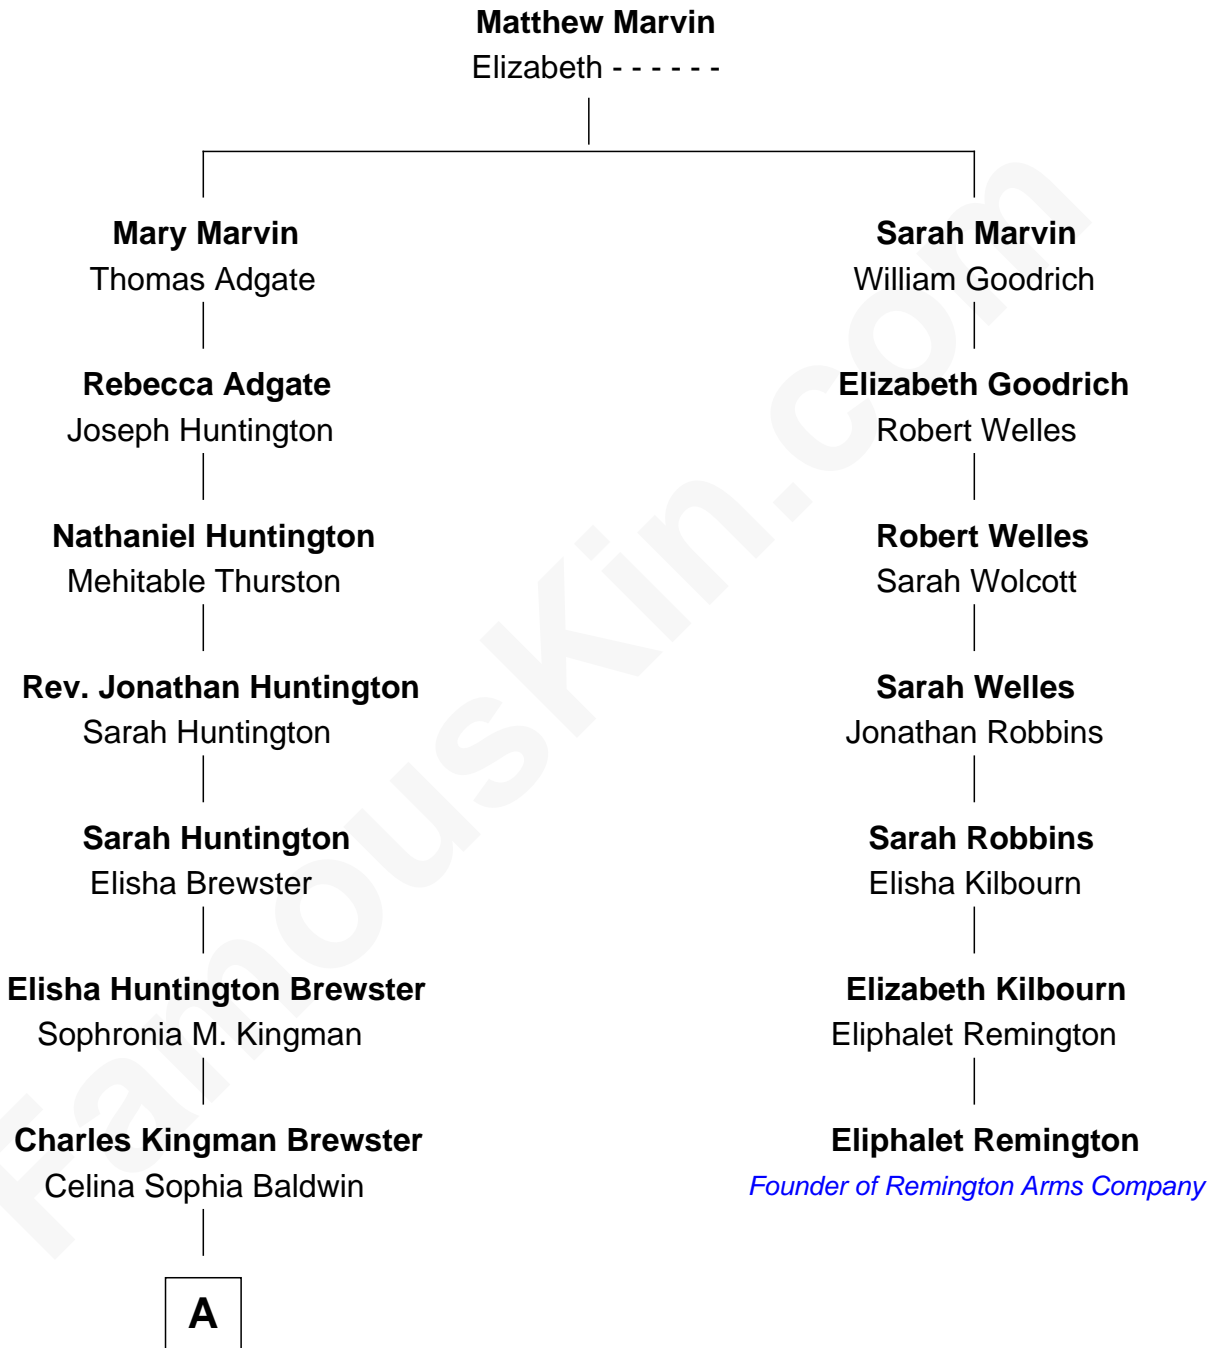 Matthew Marvin
Elizabeth - - - - - -
Mary Marvin
Thomas Adgate
Sarah Marvin
William Goodrich
Rebecca Adgate
Joseph Huntington
Elizabeth Goodrich
Robert Welles
Nathaniel Huntington
Mehitable Thurston
Robert Welles
Sarah Wolcott
Rev. Jonathan Huntington
Sarah Huntington
Sarah Welles
Jonathan Robbins
Sarah Huntington
Elisha Brewster
Sarah Robbins
Elisha Kilbourn
Elisha Huntington Brewster
Sophronia M. Kingman
Elizabeth Kilbourn
Eliphalet Remington
Charles Kingman Brewster
Celina Sophia Baldwin
Eliphalet Remington
Founder of Remington Arms Company
A
FamousKin.com